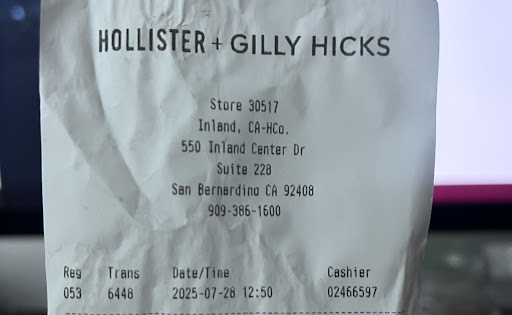 HOLLISTER + GILLY HICKS
Store 30517
Inland, CA-HCo.
550 Inland Center Dr
Suite 228
San Bernardino CA 92408
909-386-1600
Reg Trans Date/Time Cashier
053 6448 2025-07-28 12:50 02466597